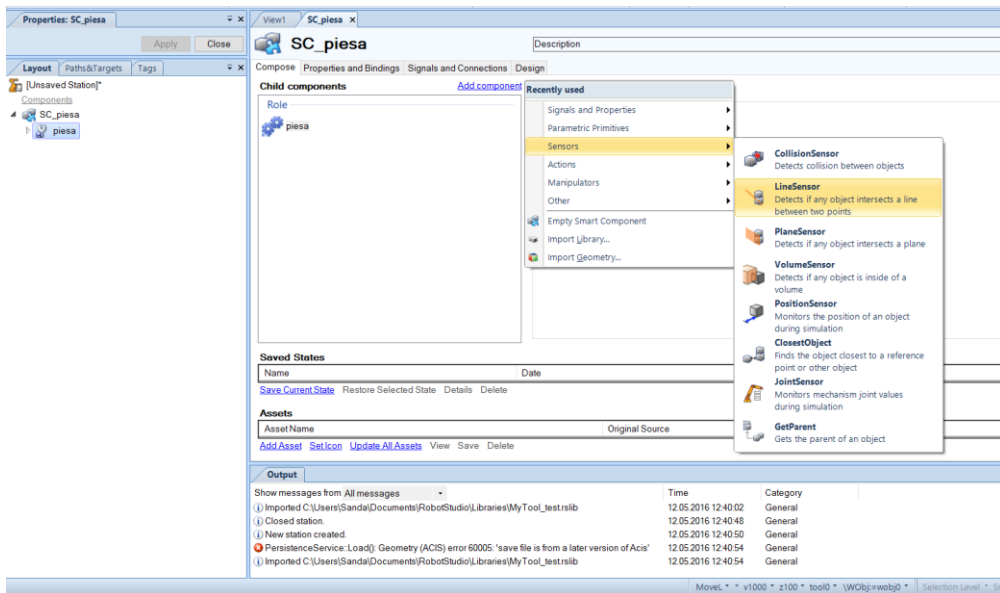 Properties: SC_piesa
View1 SC_piesa
Apply Close
SC_piesa
Description
Layout Paths&Targets Tags
Compose Properties and Bindings Signals and Connections Design
[Unsaved Station]*
Components
SC_piesa
piesa
Child components
Add component
Role
piesa
Recently used
Signals and Properties
Parametric Primitives
Sensors
Actions
Manipulators
Other
Empty Smart Component
Import Library...
Import Geometry...
CollisionSensor
Detects collision between objects
LineSensor
Detects if any object intersects a line
between two points
PlaneSensor
Detects if any object intersects a plane
VolumeSensor
Detects if any object is inside of a
volume
PositionSensor
Monitors the position of an object
during simulation
ClosestObject
Finds the object closest to a reference
point or other object
JointSensor
Monitors mechanism joint values
during simulation
GetParent
Gets the parent of an object
Saved States
Name Date
Save Current State Restore Selected State Details Delete
Assets
Asset Name Original Source
Add Asset Set Icon Update All Assets View Save Delete
Output
Show messages from All messages Time Category
Imported C:\Users\Sanda\Documents\RobotStudio\Libraries\MyTool_test.rslib 12.05.2016 12:40:02 General
Closed station. 12.05.2016 12:40:48 General
New station created. 12.05.2016 12:40:50 General
PersistenceService::Load(): Geometry (ACIS) error 60005: 'save file is from a later version of Acis' 12.05.2016 12:40:54 General
Imported C:\Users\Sanda\Documents\RobotStudio\Libraries\MyTool_test.rslib 12.05.2016 12:40:54 General
MoveL * * v1000 * z100 * tool0 * \WObj:=wobj0 * Selection Level *